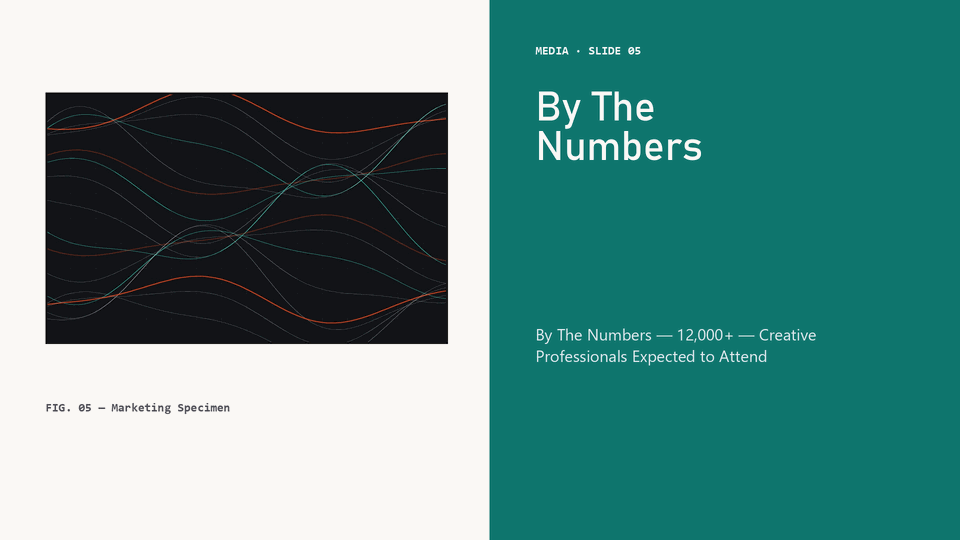 MEDIA · SLIDE 05
By The
Numbers
By The Numbers — 12,000+ — Creative
Professionals Expected to Attend
FIG. 05 — Marketing Specimen